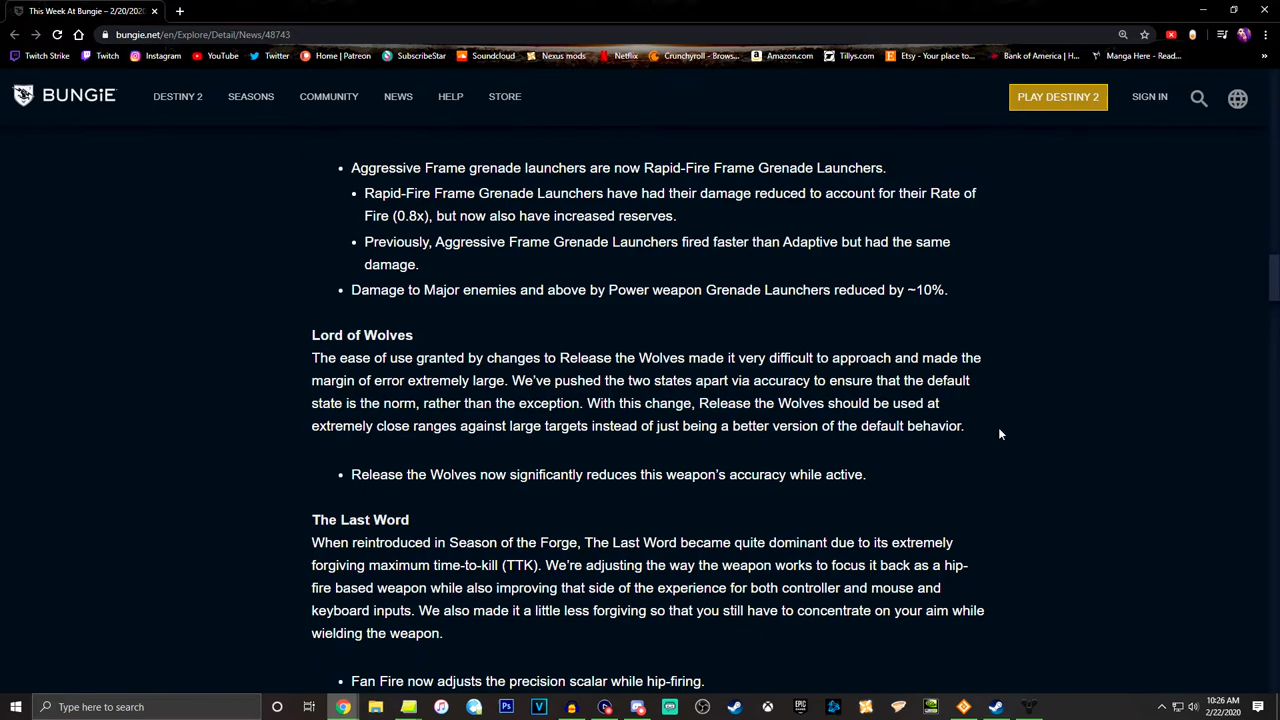 This Week At Bungie – 2/20/2020
bungie.net/en/Explore/Detail/News/48743
Twitch Strike Twitch Instagram YouTube Twitter Home | Patreon SubscribeStar Soundcloud Nexus mods Netflix Crunchyroll - Brows... Amazon.com Tillys.com Etsy - Your place to... Bank of America | H... Manga Here - Read... »
BUNGiE DESTINY 2 SEASONS COMMUNITY NEWS HELP STORE PLAY DESTINY 2 SIGN IN
• Aggressive Frame grenade launchers are now Rapid-Fire Frame Grenade Launchers.
• Rapid-Fire Frame Grenade Launchers have had their damage reduced to account for their Rate of
Fire (0.8x), but now also have increased reserves.
• Previously, Aggressive Frame Grenade Launchers fired faster than Adaptive but had the same
damage.
• Damage to Major enemies and above by Power weapon Grenade Launchers reduced by ~10%.
Lord of Wolves
The ease of use granted by changes to Release the Wolves made it very difficult to approach and made the
margin of error extremely large. We’ve pushed the two states apart via accuracy to ensure that the default
state is the norm, rather than the exception. With this change, Release the Wolves should be used at
extremely close ranges against large targets instead of just being a better version of the default behavior.
• Release the Wolves now significantly reduces this weapon’s accuracy while active.
The Last Word
When reintroduced in Season of the Forge, The Last Word became quite dominant due to its extremely
forgiving maximum time-to-kill (TTK). We’re adjusting the way the weapon works to focus it back as a hip-
fire based weapon while also improving that side of the experience for both controller and mouse and
keyboard inputs. We also made it a little less forgiving so that you still have to concentrate on your aim while
wielding the weapon.
• Fan Fire now adjusts the precision scalar while hip-firing.
Type here to search
10:26 AM
2/22/2020